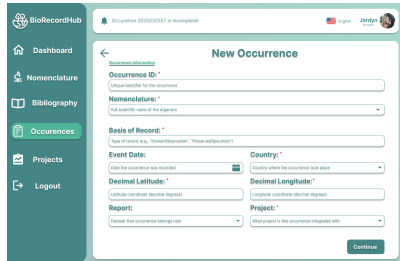 BioRecordHub
Occurence 2025032557 is incomplete!
English
Jordyn
Dashboard
Nomenclature
Bibliography
Occurences
Projects
Logout
New Occurrence
Occurrence Information
Occurrence ID: *
Unique identifier for the occurrence
Nomenclature: *
Full scientific name of the organism
Basis of Record: *
Type of record (e.g., "HumanObservation", "PreservedSpecimen")
Event Date:
Country: *
Date the occurrence was recorded
Country where the occurrence took place
Decimal Latitude: *
Decimal Longitude: *
Latitude coordinate (decimal degrees)
Longitude coordinate (decimal degrees)
Report:
Project: *
Dataset that occurrence belongs near
What project is this occurrence integrated with
Continue